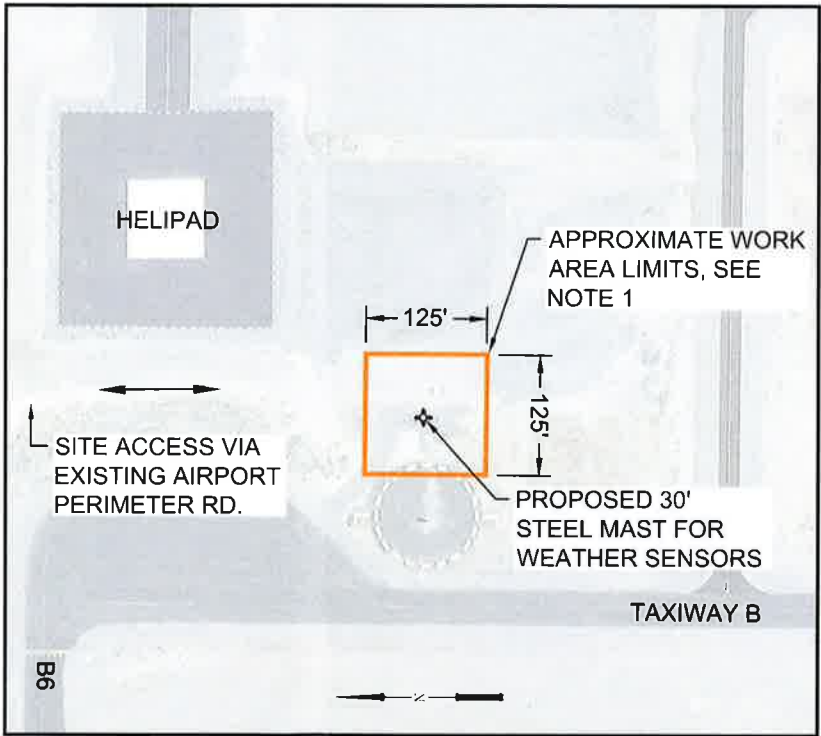 HELIPAD
APPROXIMATE WORK
AREA LIMITS, SEE
NOTE 1
125'
125'
SITE ACCESS VIA
EXISTING AIRPORT
PERIMETER RD.
PROPOSED 30'
STEEL MAST FOR
WEATHER SENSORS
TAXIWAY B
B6
N